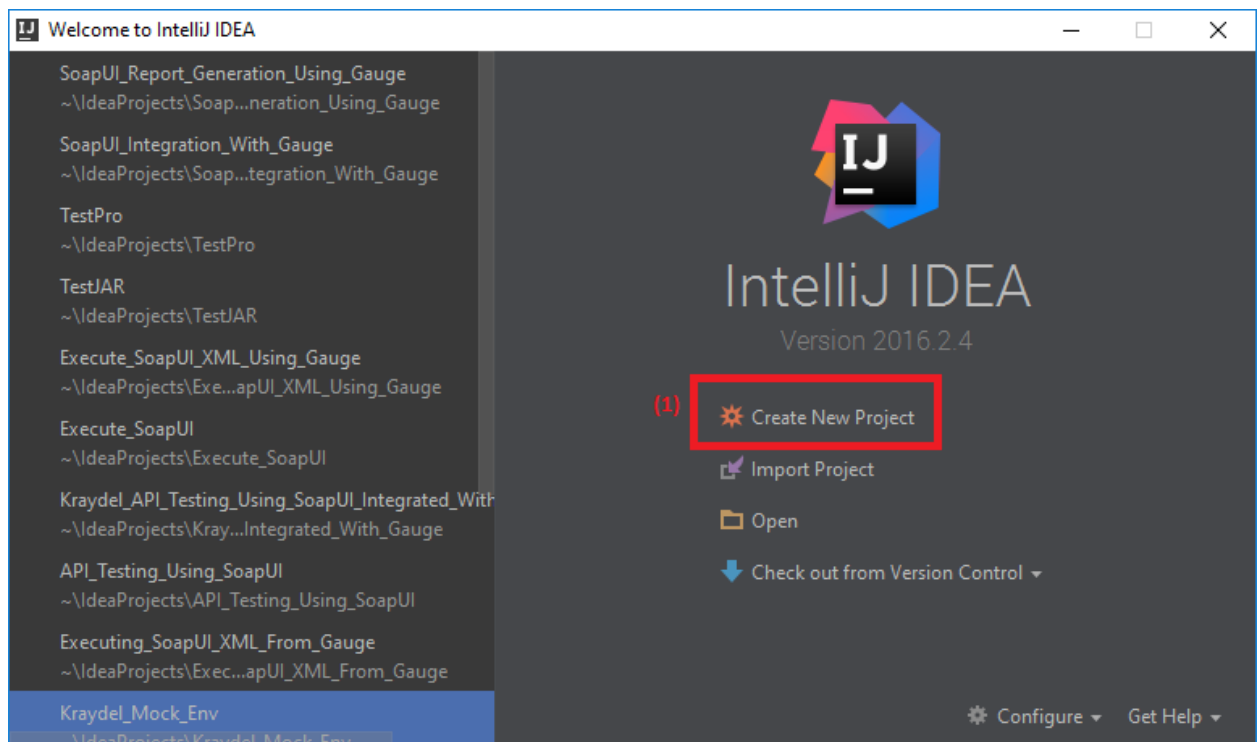 IJ Welcome to IntelliJ IDEA
SoapUI_Report_Generation_Using_Gauge
~\IdeaProjects\Soap...neration_Using_Gauge
SoapUI_Integration_With_Gauge
~\IdeaProjects\Soap...tegration_With_Gauge
TestPro
~\IdeaProjects\TestPro
TestJAR
~\IdeaProjects\TestJAR
Execute_SoapUI_XML_Using_Gauge
~\IdeaProjects\Exe...apUI_XML_Using_Gauge
Execute_SoapUI
~\IdeaProjects\Execute_SoapUI
Kraydel_API_Testing_Using_SoapUI_Integrated_With
~\IdeaProjects\Kray...Integrated_With_Gauge
API_Testing_Using_SoapUI
~\IdeaProjects\API_Testing_Using_SoapUI
Executing_SoapUI_XML_From_Gauge
~\IdeaProjects\Exec...apUI_XML_From_Gauge
Kraydel_Mock_Env
~\IdeaProjects\Kraydel_Mock_Env
IJ
IntelliJ IDEA
Version 2016.2.4
(1) Create New Project
Import Project
Open
Check out from Version Control
Configure Get Help